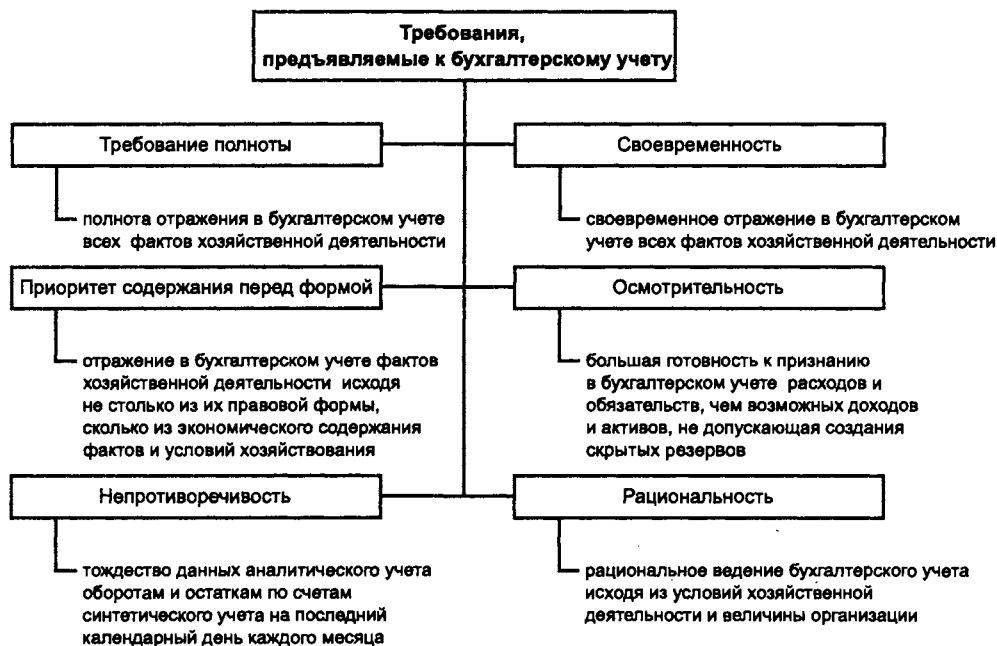 Требования,
предъявляемые к бухгалтерскому учету
Требование полноты
полнота отражения в бухгалтерском учете
всех фактов хозяйственной деятельности
Своевременность
своевременное отражение в бухгалтерском
учете всех фактов хозяйственной деятельности
Приоритет содержания перед формой
отражение в бухгалтерском учете фактов
хозяйственной деятельности исходя
не столько из их правовой формы,
сколько из экономического содержания
фактов и условий хозяйствования
Осмотрительность
большая готовность к признанию
в бухгалтерском учете расходов и
обязательств, чем возможных доходов
и активов, не допускающая создания
скрытых резервов
Непротиворечивость
тождество данных аналитического учета
оборотам и остаткам по счетам
синтетического учета на последний
календарный день каждого месяца
Рациональность
рациональное ведение бухгалтерского учета
исходя из условий хозяйственной
деятельности и величины организации